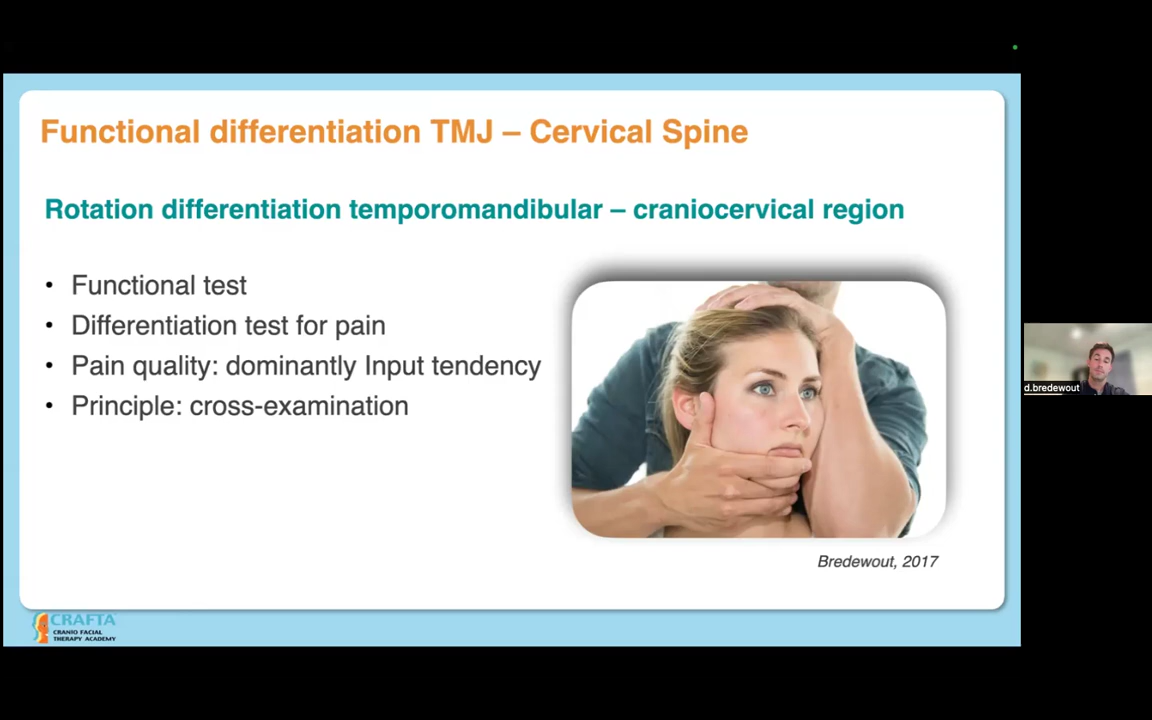 Functional differentiation TMJ – Cervical Spine
Rotation differentiation temporomandibular – craniocervical region
• Functional test
• Differentiation test for pain
• Pain quality: dominantly Input tendency
• Principle: cross-examination
Bredewout, 2017
CRAFTA
CRANIO FACIAL
THERAPY ACADEMY
d.bredewout